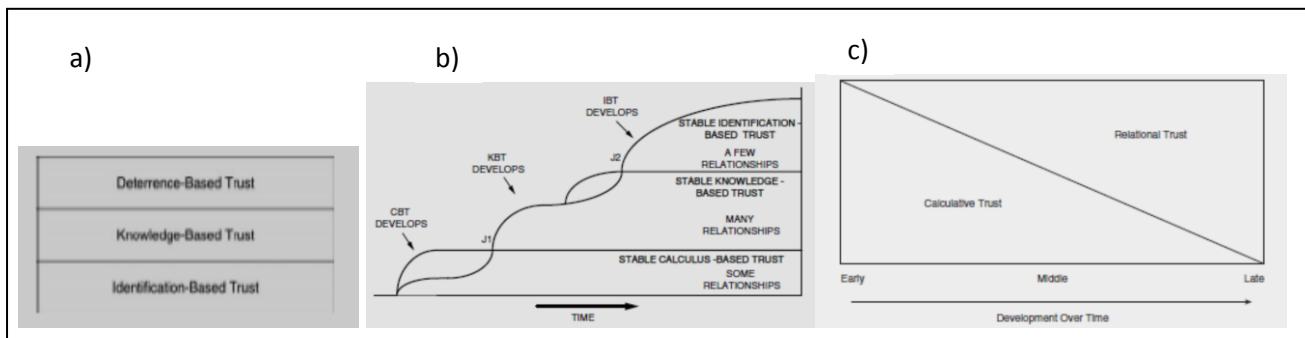 a)
Deterrence-Based Trust
Knowledge-Based Trust
Identification-Based Trust
b)
IBT
DEVELOPS
STABLE IDENTIFICATION -
BASED TRUST
J2
A FEW
RELATIONSHIPS
KBT
DEVELOPS
STABLE KNOWLEDGE -
BASED TRUST
CBT
DEVELOPS
MANY
RELATIONSHIPS
J1
STABLE CALCULUS -BASED TRUST
SOME
RELATIONSHIPS
TIME
c)
Relational Trust
Calculative Trust
Early
Middle
Late
Development Over Time